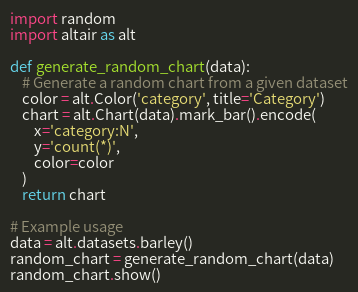 import random
import altair as alt

def generate_random_chart(data):
    # Generate a random chart from a given dataset
    color = alt.Color('category', title='Category')
    chart = alt.Chart(data).mark_bar().encode(
        x='category:N',
        y='count(*)',
        color=color
    )
    return chart

# Example usage
data = alt.datasets.barley()
random_chart = generate_random_chart(data)
random_chart.show()